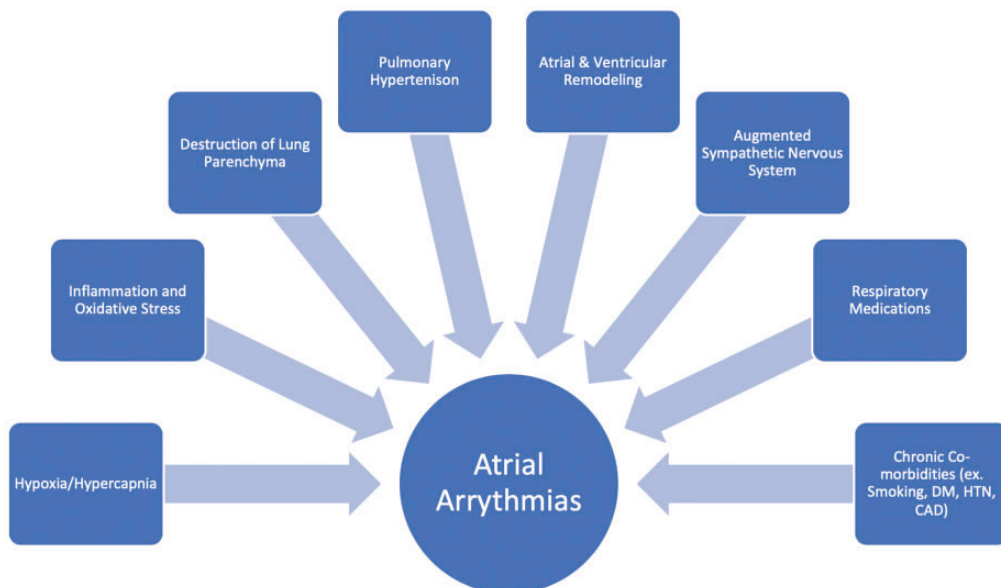 Pulmonary
Hypertenison
Atrial & Ventricular
Remodeling
Destruction of Lung
Parenchyma
Augmented
Sympathetic Nervous
System
Inflammation and
Oxidative Stress
Respiratory
Medications
Hypoxia/Hypercapnia
Atrial
Arrythmias
Chronic Co-
morbidities (ex.
Smoking, DM, HTN,
CAD)